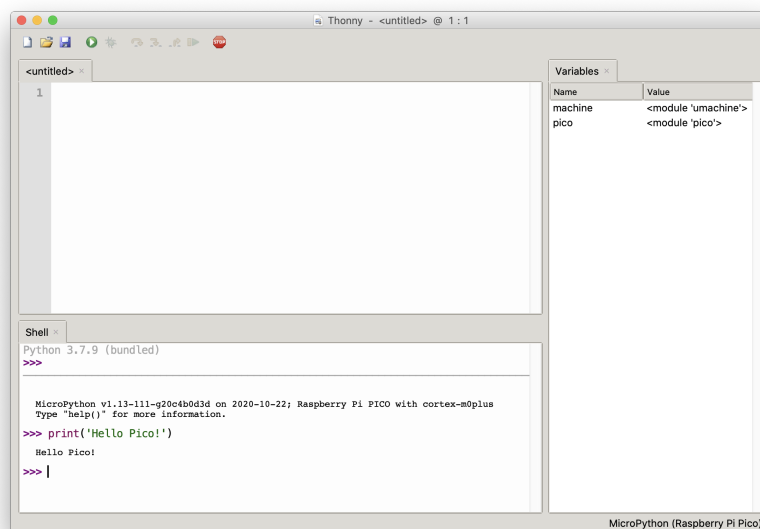 Thonny - <untitled> @ 1 : 1
STOP
<untitled> ×
1
Variables ×
Name Value
machine <module 'umachine'>
pico <module 'pico'>
Shell ×
Python 3.7.9 (bundled)
>>>
MicroPython v1.13-111-g20c4b0d3d on 2020-10-22; Raspberry Pi PICO with cortex-m0plus
Type "help()" for more information.
>>> print('Hello Pico!')
Hello Pico!
>>>
MicroPython (Raspberry Pi Pico)